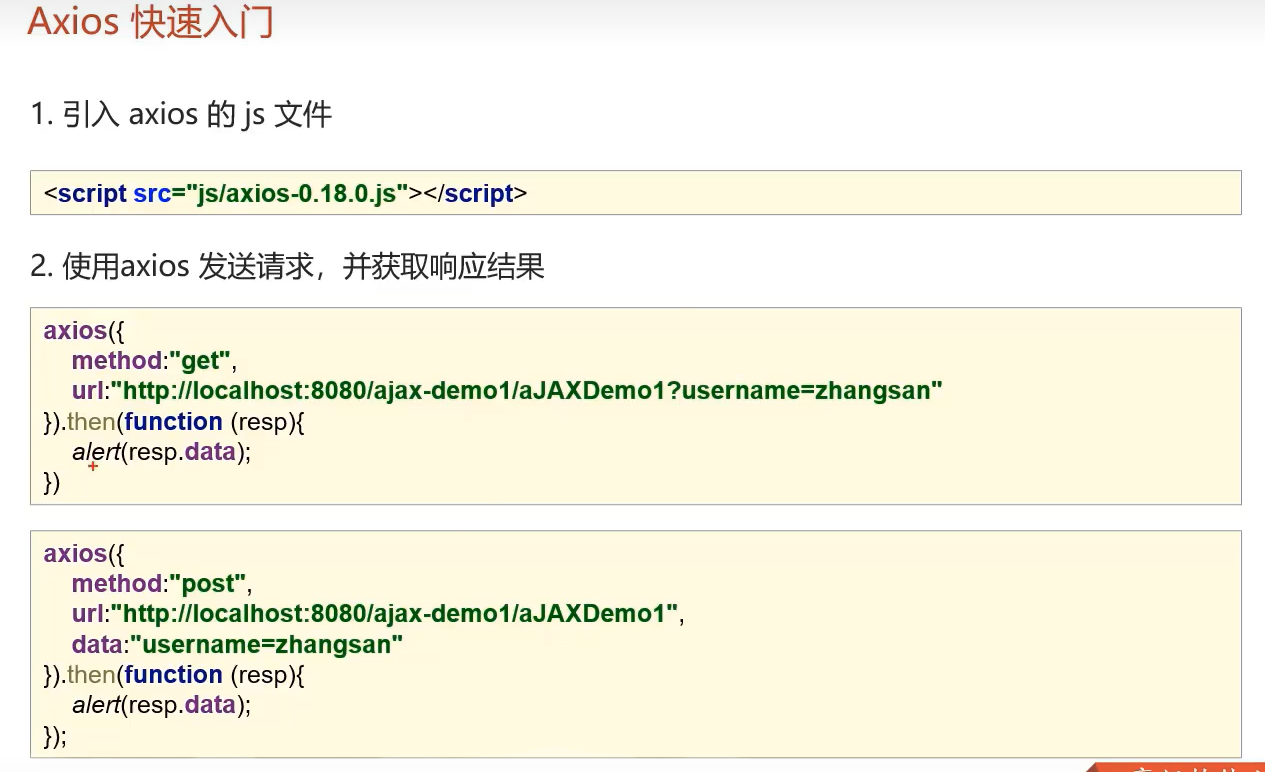 Axios 快速入门
1. 引入 axios 的 js 文件
<script src="js/axios-0.18.0.js"></script>
2. 使用axios 发送请求，并获取响应结果
axios({
method:"get",
url:"http://localhost:8080/ajax-demo1/aJAXDemo1?username=zhangsan"
}).then(function (resp){
alert(resp.data);
})
axios({
method:"post",
url:"http://localhost:8080/ajax-demo1/aJAXDemo1",
data:"username=zhangsan"
}).then(function (resp){
alert(resp.data);
});